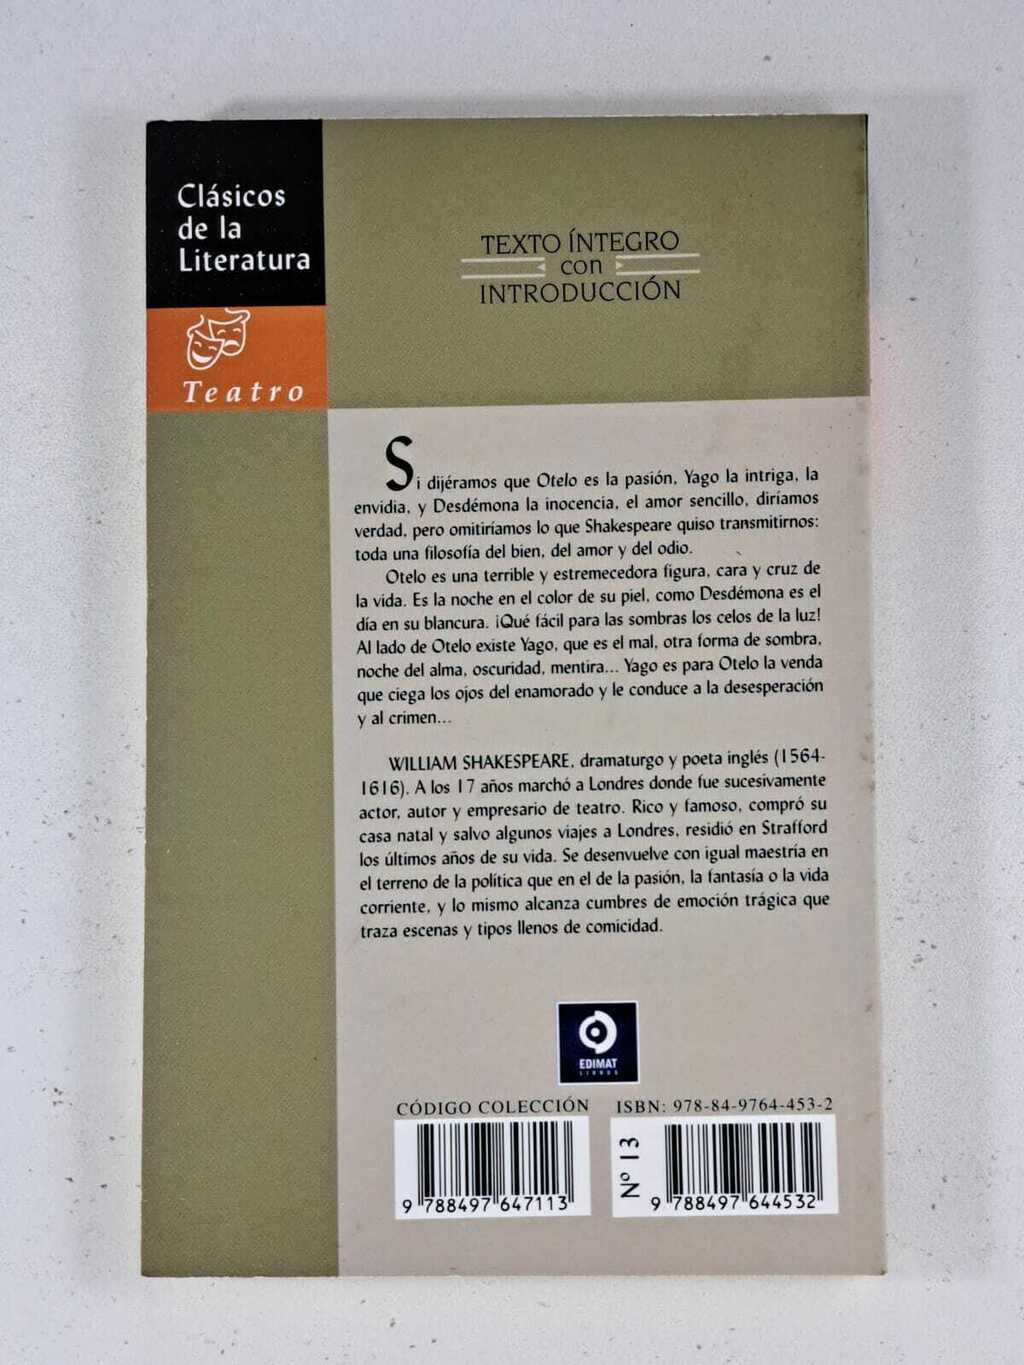 Clásicos
de la
Literatura
Teatro
TEXTO ÍNTEGRO
con
INTRODUCCIÓN
Si dijéramos que Otelo es la pasión, Yago la intriga, la
envidia, y Desdémona la inocencia, el amor sencillo, diríamos
verdad, pero omitiríamos lo que Shakespeare quiso transmitirnos:
toda una filosofía del bien, del amor y del odio.
Otelo es una terrible y estremecedora figura, cara y cruz de
la vida. Es la noche en el color de su piel, como Desdémona es el
día en su blancura. ¡Qué fácil para las sombras los celos de la luz!
Al lado de Otelo existe Yago, que es el mal, otra forma de sombra,
noche del alma, oscuridad, mentira... Yago es para Otelo la venda
que ciega los ojos del enamorado y le conduce a la desesperación
y al crimen...
WILLIAM SHAKESPEARE, dramaturgo y poeta inglés (1564-
1616). A los 17 años marchó a Londres donde fue sucesivamente
actor, autor y empresario de teatro. Rico y famoso, compró su
casa natal y salvo algunos viajes a Londres, residió en Strafford
los últimos años de su vida. Se desenvuelve con igual maestría en
el terreno de la política que en el de la pasión, la fantasía o la vida
corriente, y lo mismo alcanza cumbres de emoción trágica que
traza escenas y tipos llenos de comicidad.
EDIMAT
LIBROS
CÓDIGO COLECCIÓN
9 788497 647113
ISBN: 978-84-9764-453-2
Nº 13
9 788497 644532